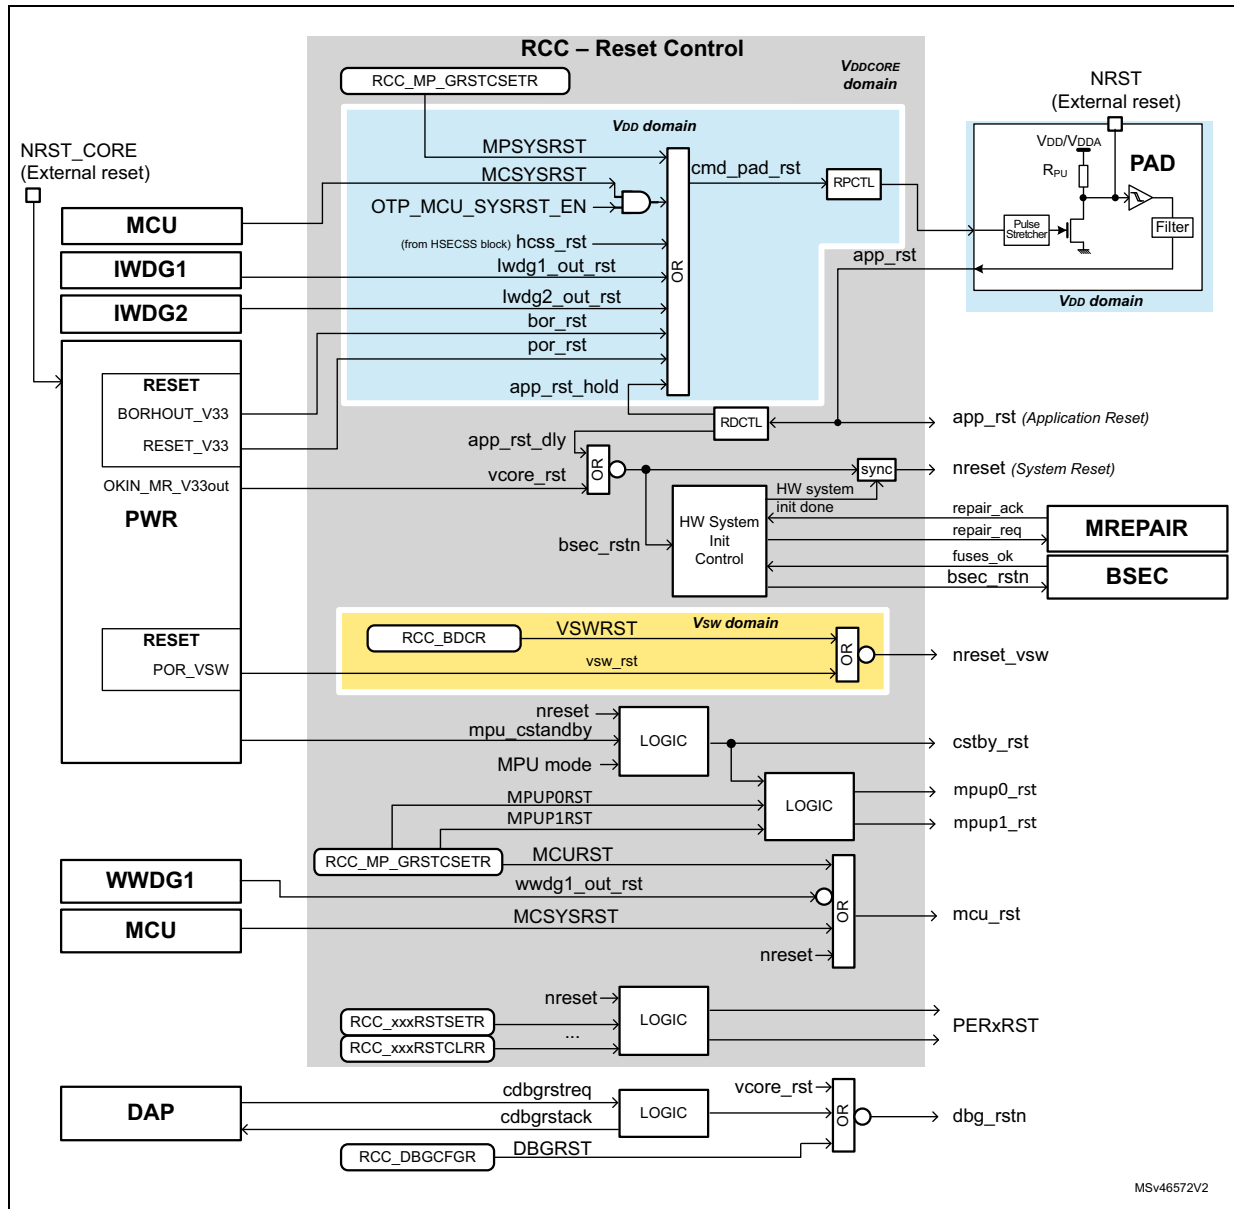 RCC – Reset Control
RCC_MP_GRSTCSETR
VDDCORE
domain
NRST
(External reset)
VDD domain
VDD/VDDA
PAD
RPU
NRST_CORE
(External reset)
MPSYSRST
MCSYSRST
cmd_pad_rst
RPCTL
OTP_MCU_SYSRST_EN
MCU
Pulse
Stretcher
Filter
(from HSECSS block) hcss_rst
OR
app_rst
IWDG1
Iwdg1_out_rst
IWDG2
Iwdg2_out_rst
VDD domain
bor_rst
por_rst
RESET
app_rst_hold
BORHOUT_V33
RDCTL
app_rst (Application Reset)
RESET_V33
app_rst_dly
OR
vcore_rst
sync
nreset (System Reset)
OKIN_MR_V33out
HW system
init done
PWR
HW System
Init
Control
repair_ack
repair_req
MREPAIR
bsec_rstn
fuses_ok
bsec_rstn
BSEC
Vsw domain
RESET
RCC_BDCR
VSWRST
POR_VSW
vsw_rst
OR
nreset_vsw
nreset
mpu_cstandby
LOGIC
cstby_rst
MPU mode
MPUP0RST
LOGIC
mpup0_rst
MPUP1RST
mpup1_rst
RCC_MP_GRSTCSETR
MCURST
WWDG1
wwdg1_out_rst
MCU
MCSYSRST
OR
mcu_rst
nreset
nreset
RCC_xxxRSTSETR
LOGIC
PERxRST
...
RCC_xxxRSTCLRR
DAP
cdbgrstreq
vcore_rst
cdbgrstack
LOGIC
OR
dbg_rstn
RCC_DBGCFGR
DBGRST
MSv46572V2